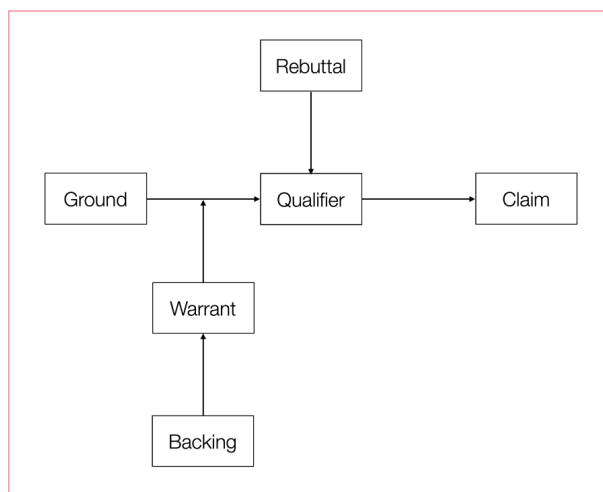 Rebuttal
Ground
Qualifier
Claim
Warrant
Backing